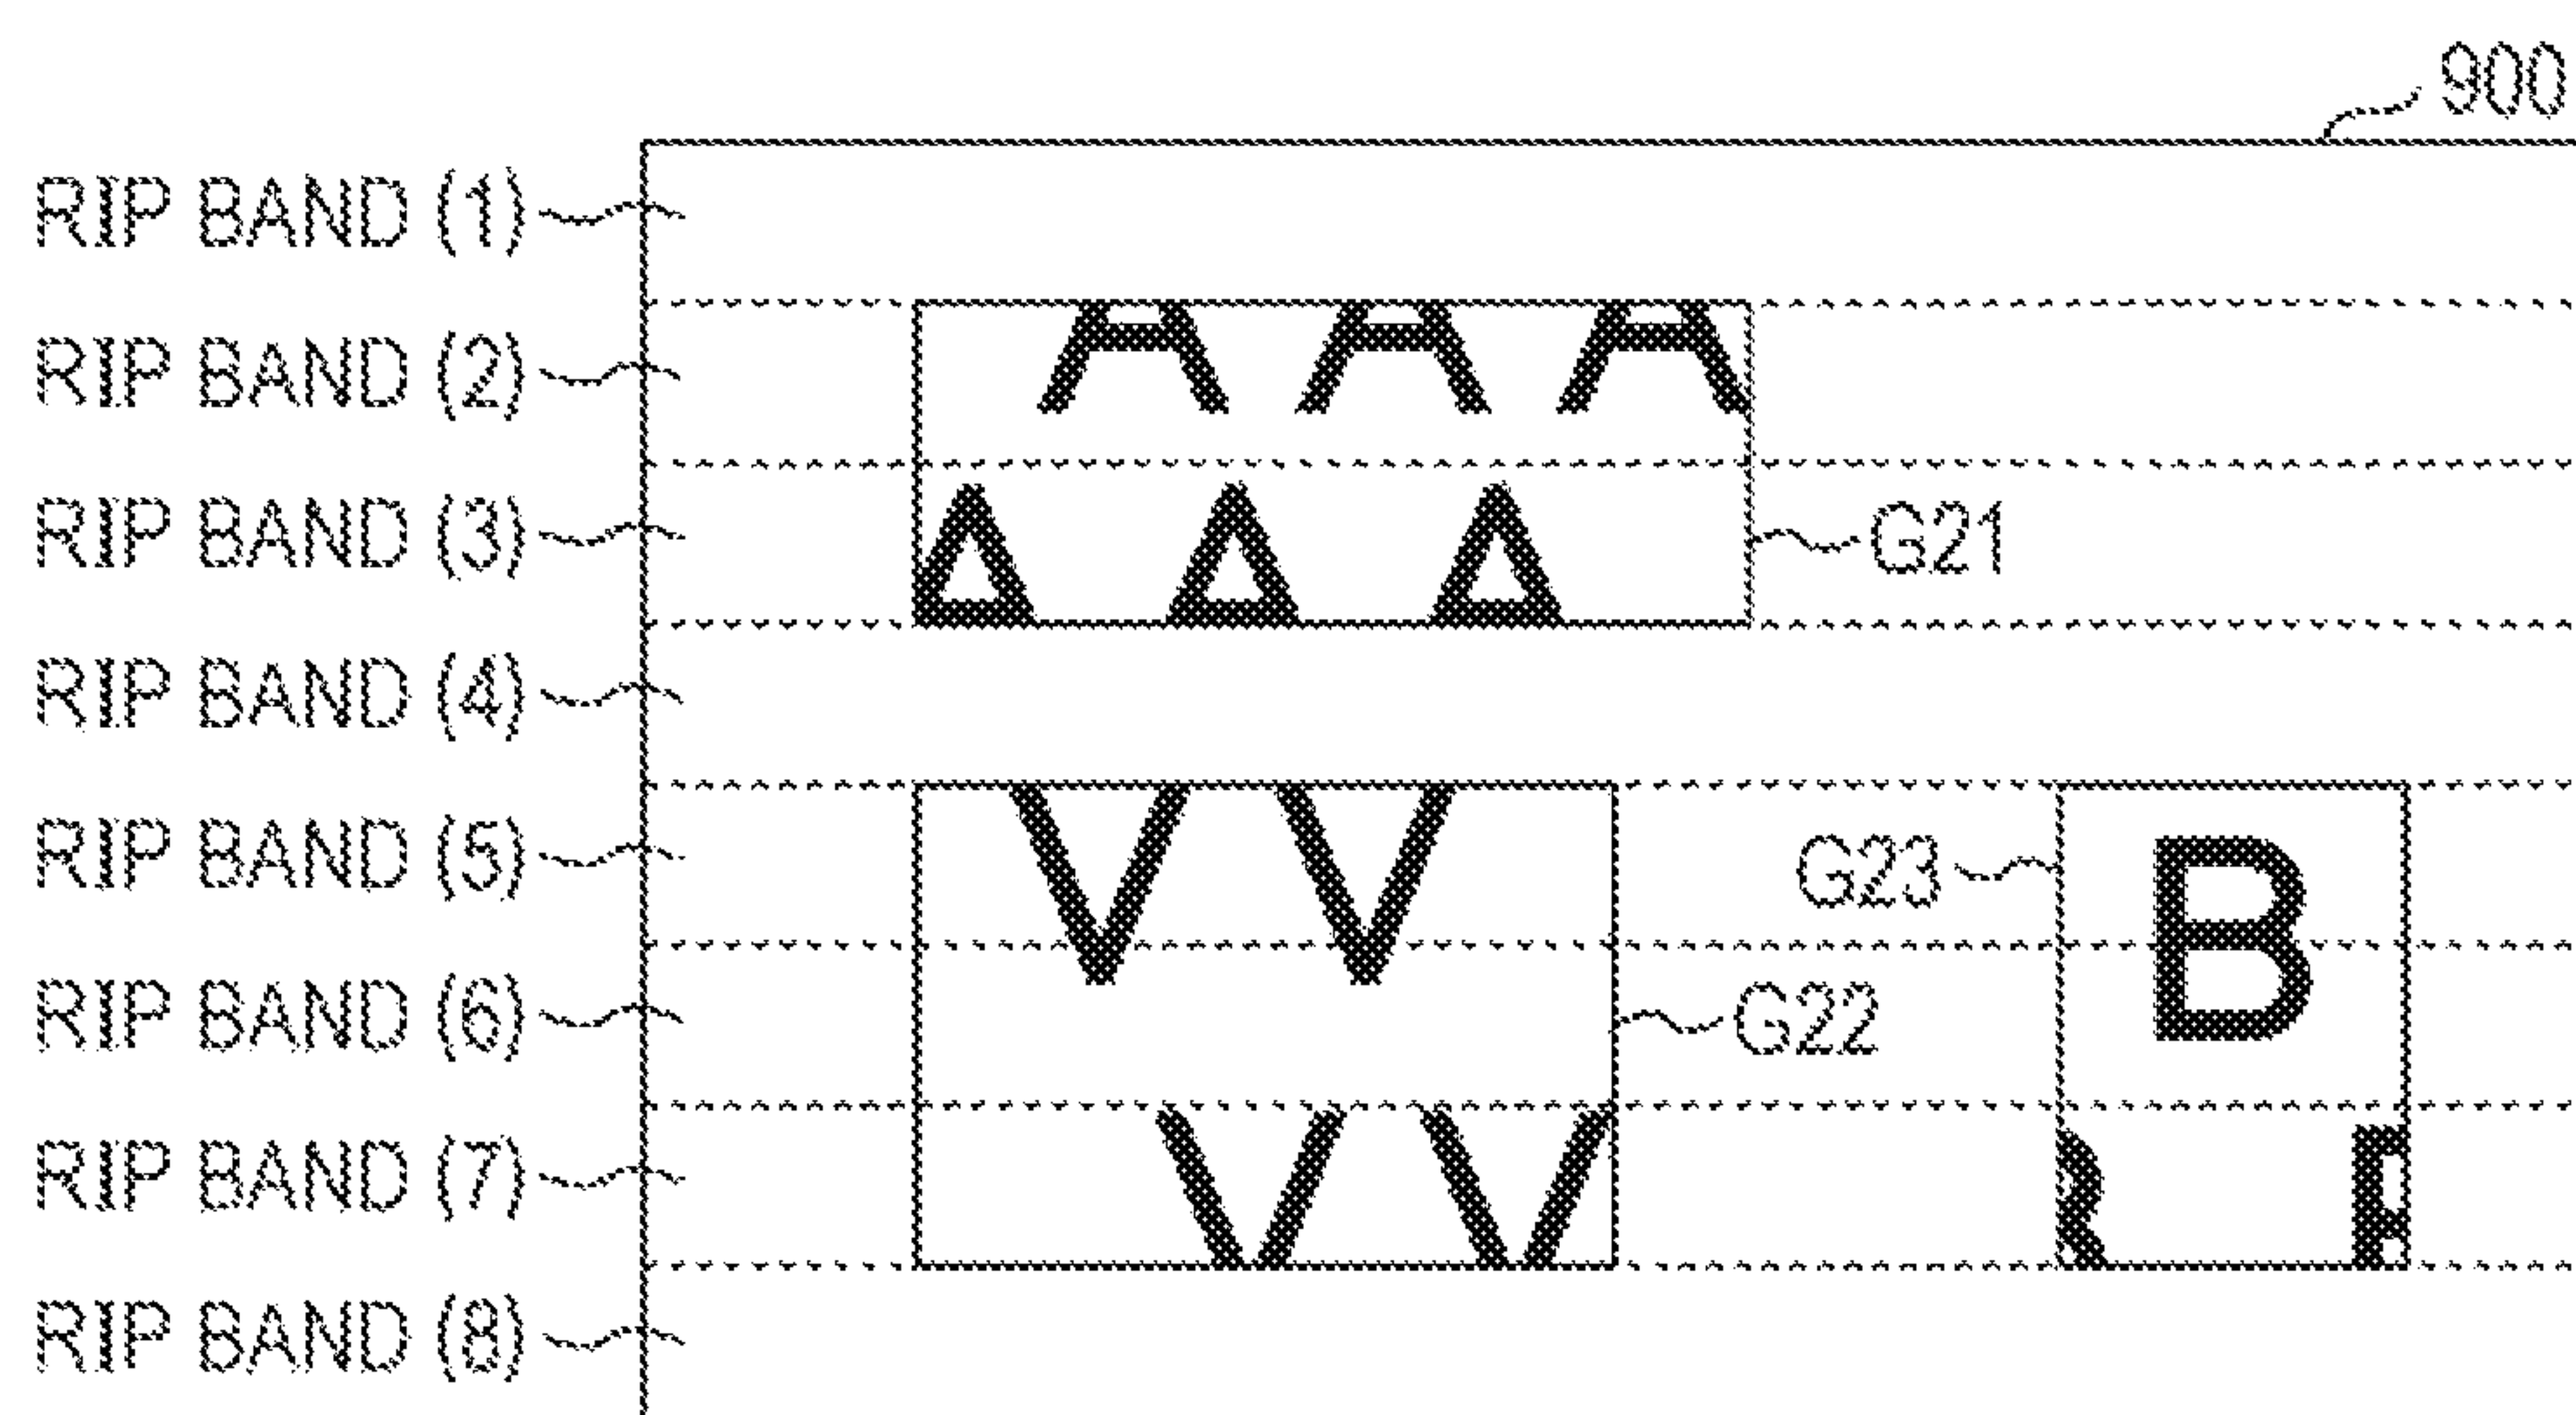 900
RIP BAND (1)
RIP BAND (2)
A A A
RIP BAND (3)
A A A
G21
RIP BAND (4)
RIP BAND (5)
V V
G23
B
RIP BAND (6)
G22
RIP BAND (7)
V V
RIP BAND (8)